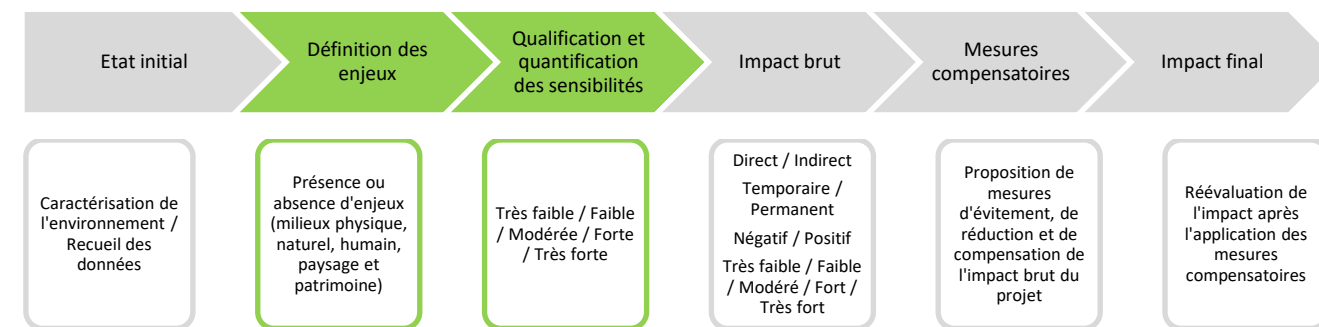 Etat initial
Définition des
enjeux
Qualification et
quantification
des sensibilités
Impact brut
Mesures
compensatoires
Impact final
Caractérisation de
l'environnement /
Recueil des
données
Présence ou
absence d'enjeux
(milieux physique,
naturel, humain,
paysage et
patrimoine)
Très faible / Faible
/ Modérée / Forte
/ Très forte
Direct / Indirect
Temporaire /
Permanent
Négatif / Positif
Très faible / Faible
/ Modéré / Fort /
Très fort
Proposition de
mesures
d'évitement, de
réduction et de
compensation de
l'impact brut du
projet
Réévaluation de
l'impact après
l'application des
mesures
compensatoires